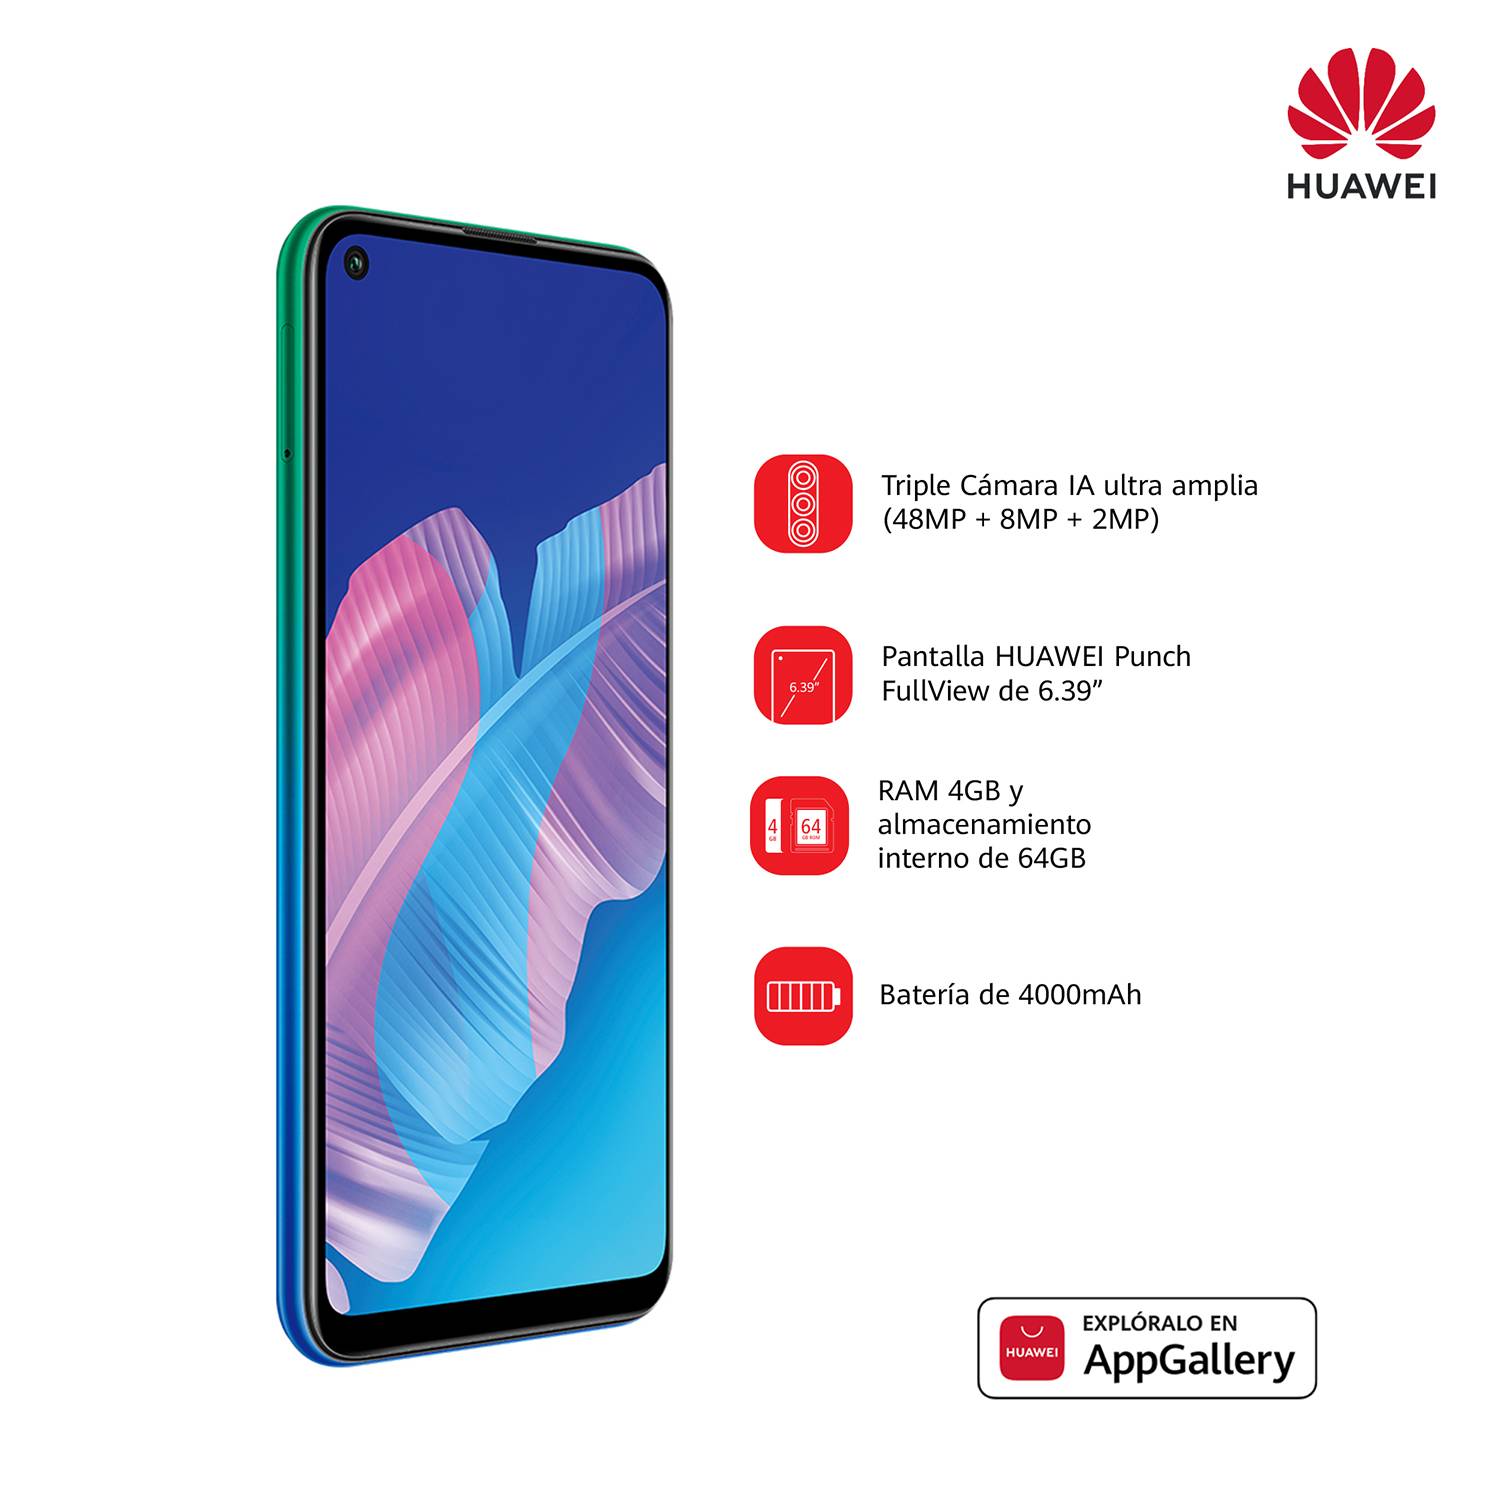 HUAWEI
Triple Cámara IA ultra amplia
(48MP + 8MP + 2MP)
6.39”
Pantalla HUAWEI Punch
FullView de 6.39”
4
GB
64
GB ROM
RAM 4GB y
almacenamiento
interno de 64GB
Batería de 4000mAh
HUAWEI
EXPLÓRALO EN
AppGallery